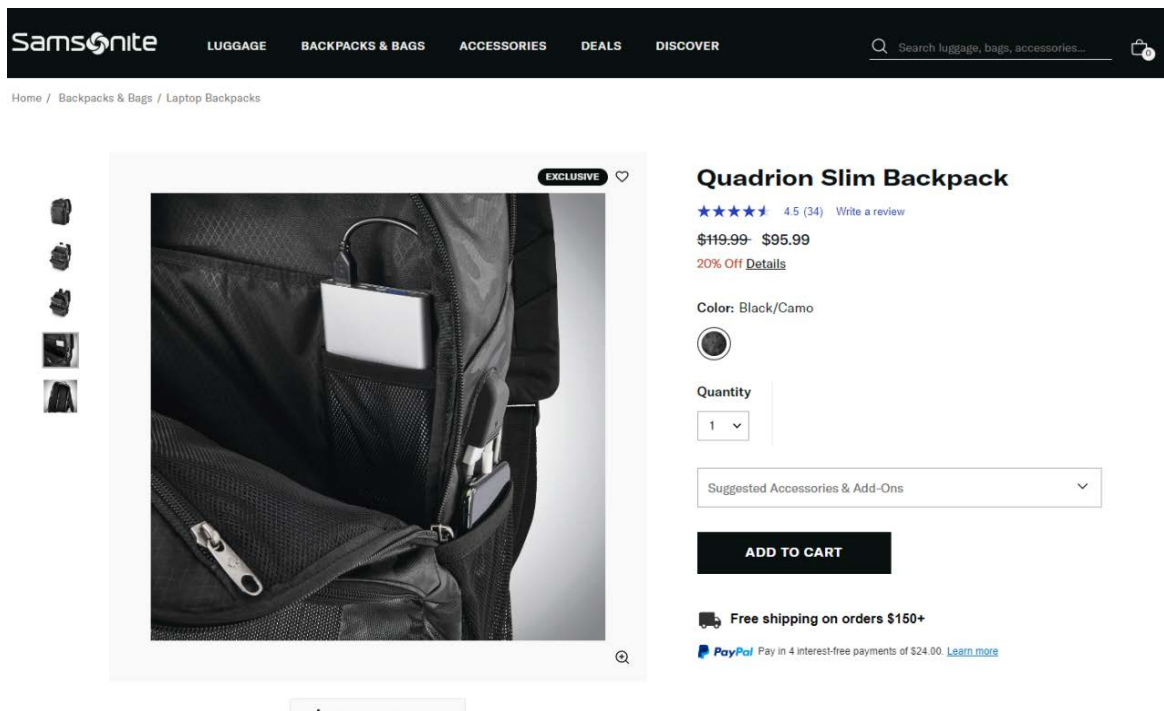 Samsonite
LUGGAGE BACKPACKS & BAGS ACCESSORIES DEALS DISCOVER
Search luggage, bags, accessories...
0
Home / Backpacks & Bags / Laptop Backpacks
EXCLUSIVE
Quadrion Slim Backpack
4.5 (34) Write a review
$119.99 $95.99
20% Off Details
Color: Black/Camo
Quantity
1
Suggested Accessories & Add-Ons
ADD TO CART
Free shipping on orders $150+
PayPal Pay in 4 interest-free payments of $24.00. Learn more